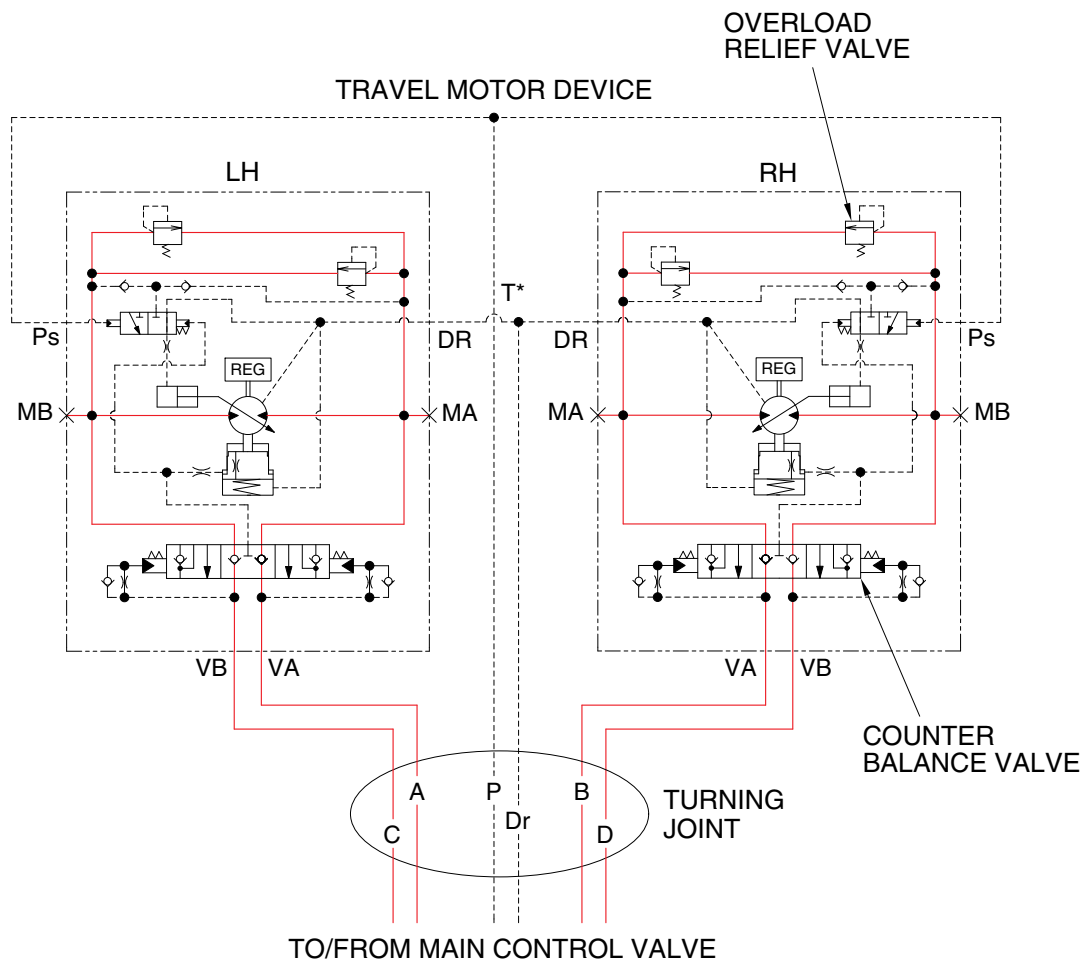 OVERLOAD
RELIEF VALVE
TRAVEL MOTOR DEVICE
LH
RH
T*
Ps
DR
DR
Ps
REG
REG
MB
MA
MA
MB
VB
VA
VA
VB
COUNTER
BALANCE VALVE
A
P
B
TURNING
JOINT
C
Dr
D
TO/FROM MAIN CONTROL VALVE